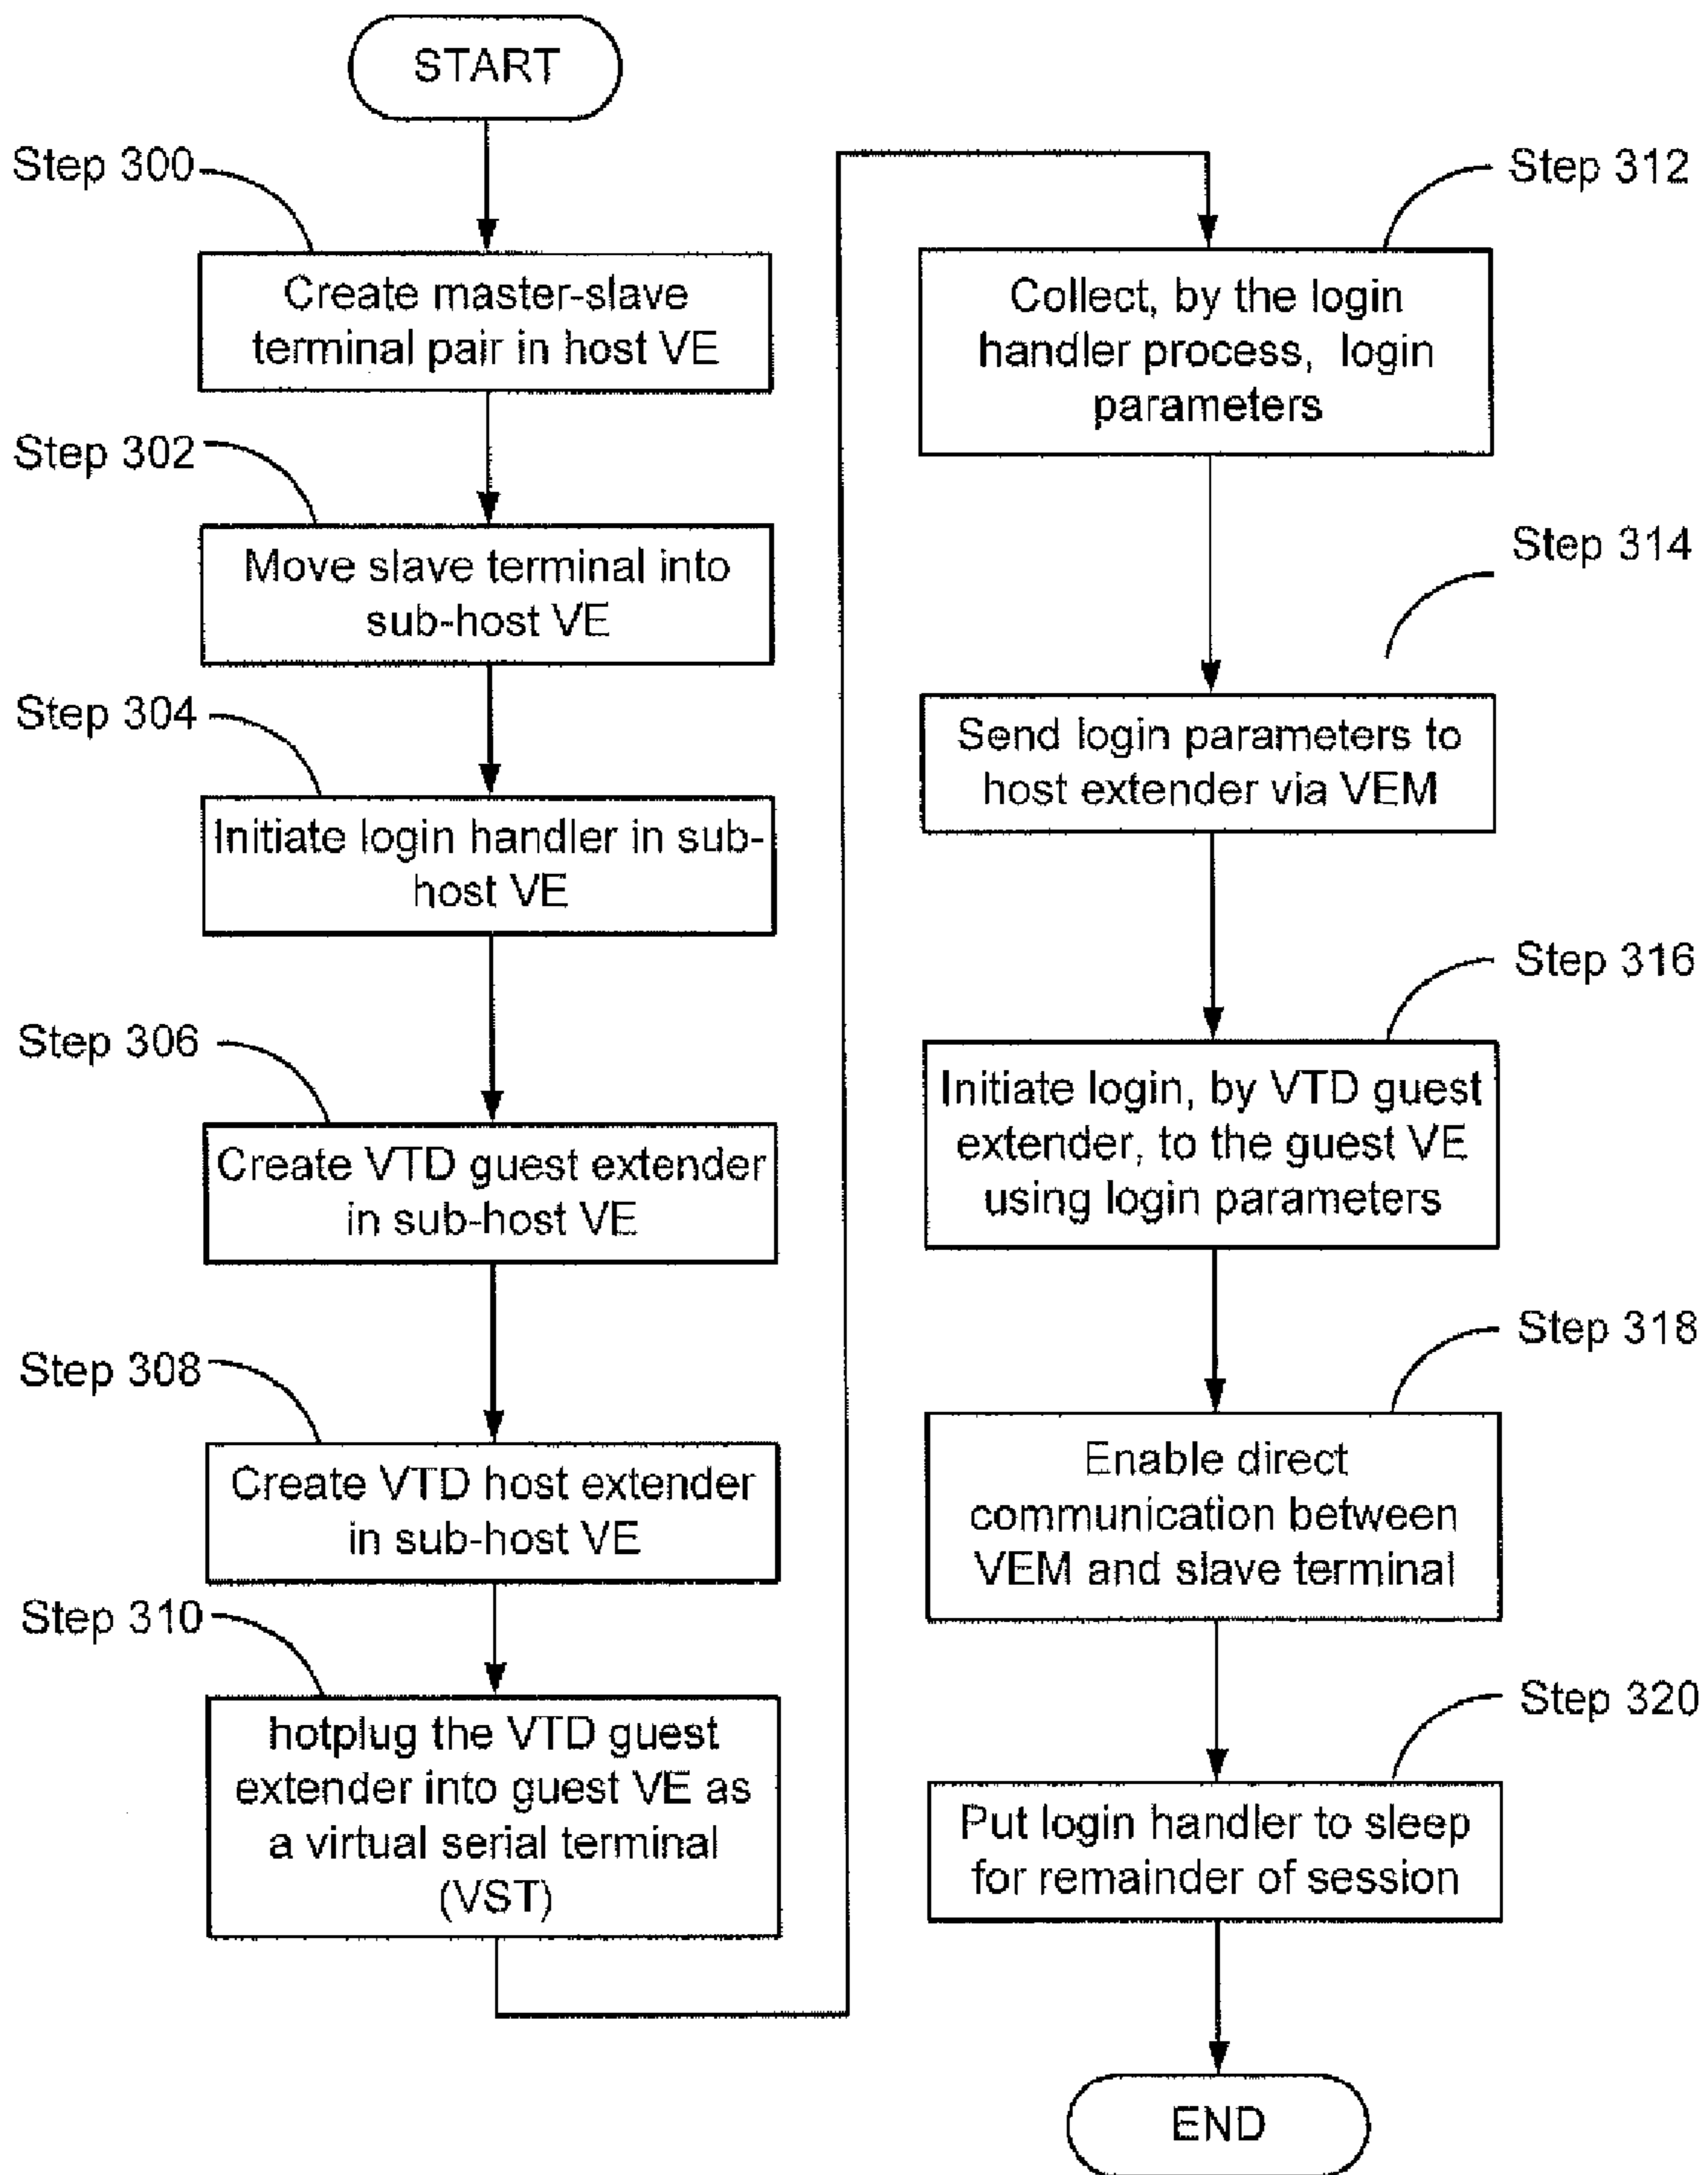 START
Step 300
Create master-slave
terminal pair in host VE
Step 302
Move slave terminal into
sub-host VE
Step 304
Initiate login handler in sub-
host VE
Step 306
Create VTD guest extender
in sub-host VE
Step 308
Create VTD host extender
in sub-host VE
Step 310
hotplug the VTD guest
extender into guest VE as
a virtual serial terminal
(VST)
Step 312
Collect, by the login
handler process, login
parameters
Step 314
Send login parameters to
host extender via VEM
Step 316
Initiate login, by VTD guest
extender, to the guest VE
using login parameters
Step 318
Enable direct
communication between
VEM and slave terminal
Step 320
Put login handler to sleep
for remainder of session
END